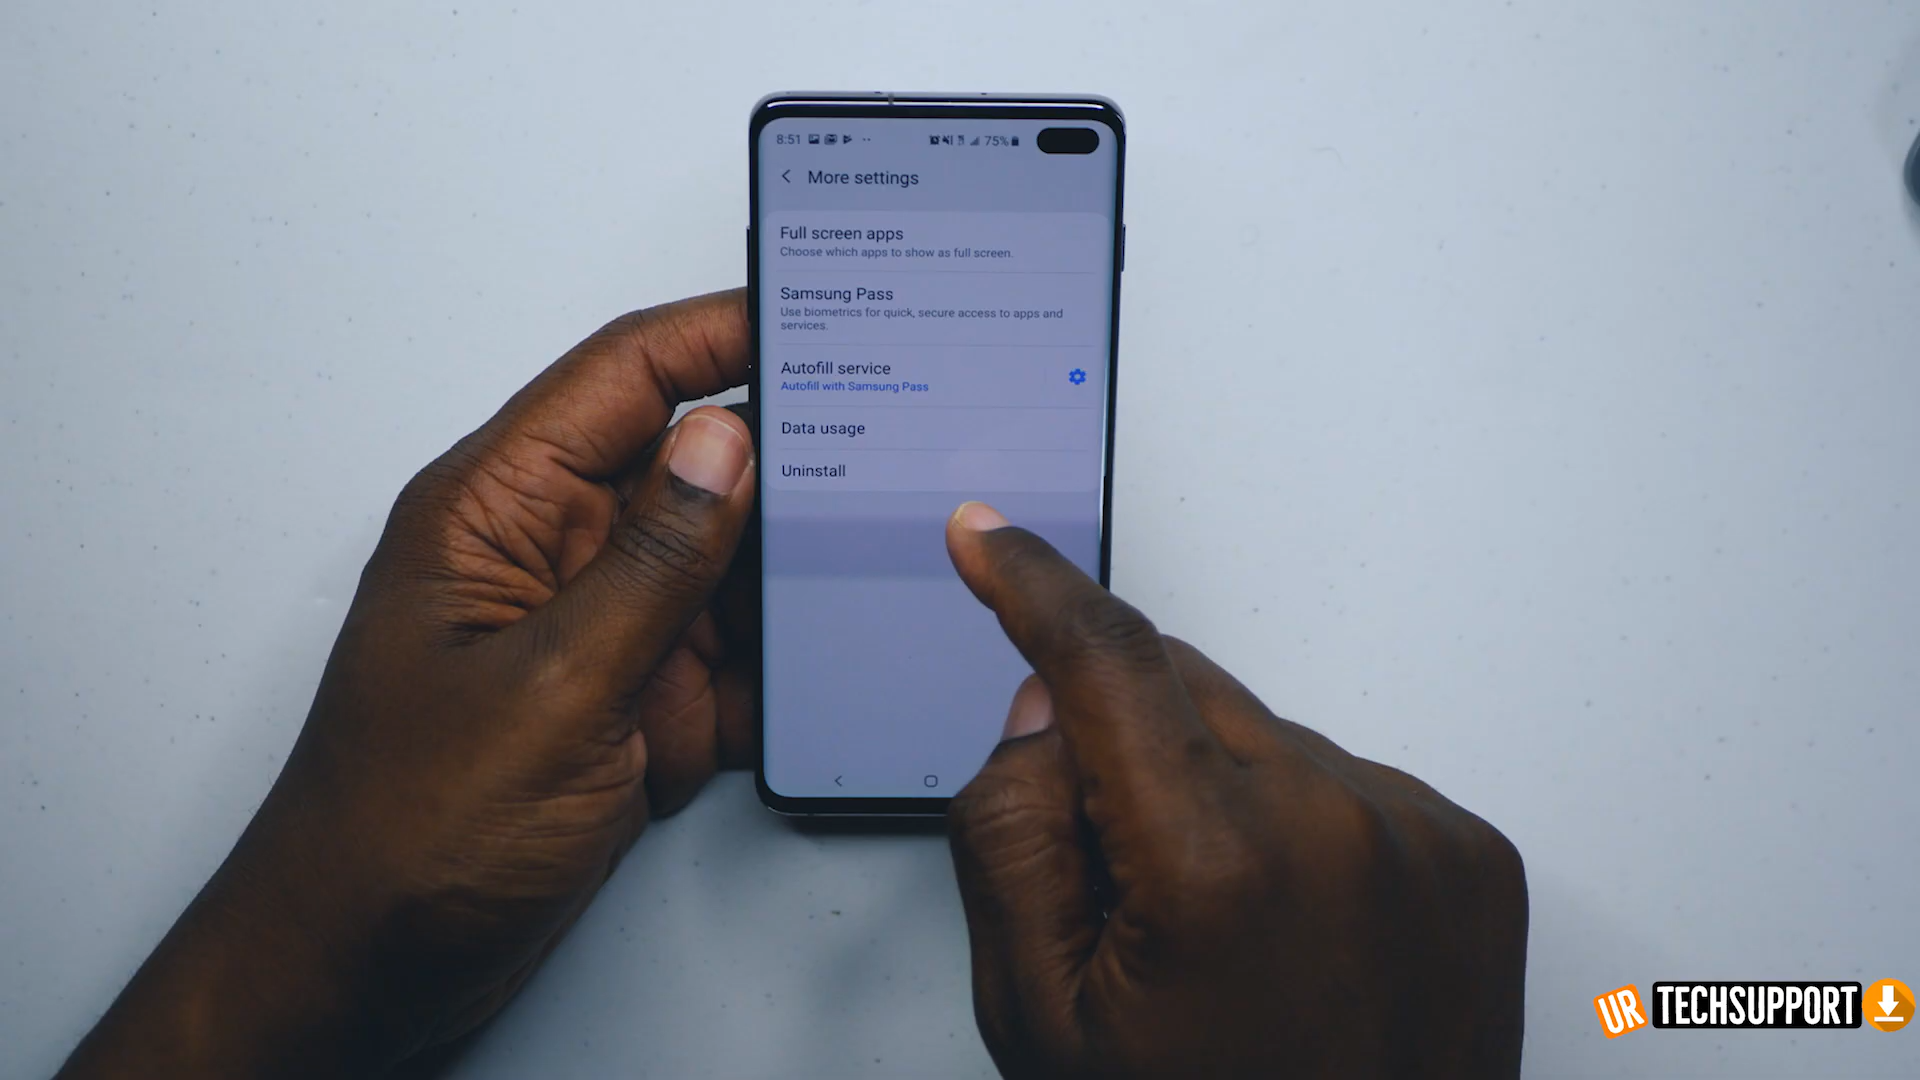 8:51
75%
More settings
Full screen apps
Choose which apps to show as full screen.
Samsung Pass
Use biometrics for quick, secure access to apps and
services.
Autofill service
Autofill with Samsung Pass
Data usage
Uninstall
UR TECHSUPPORT